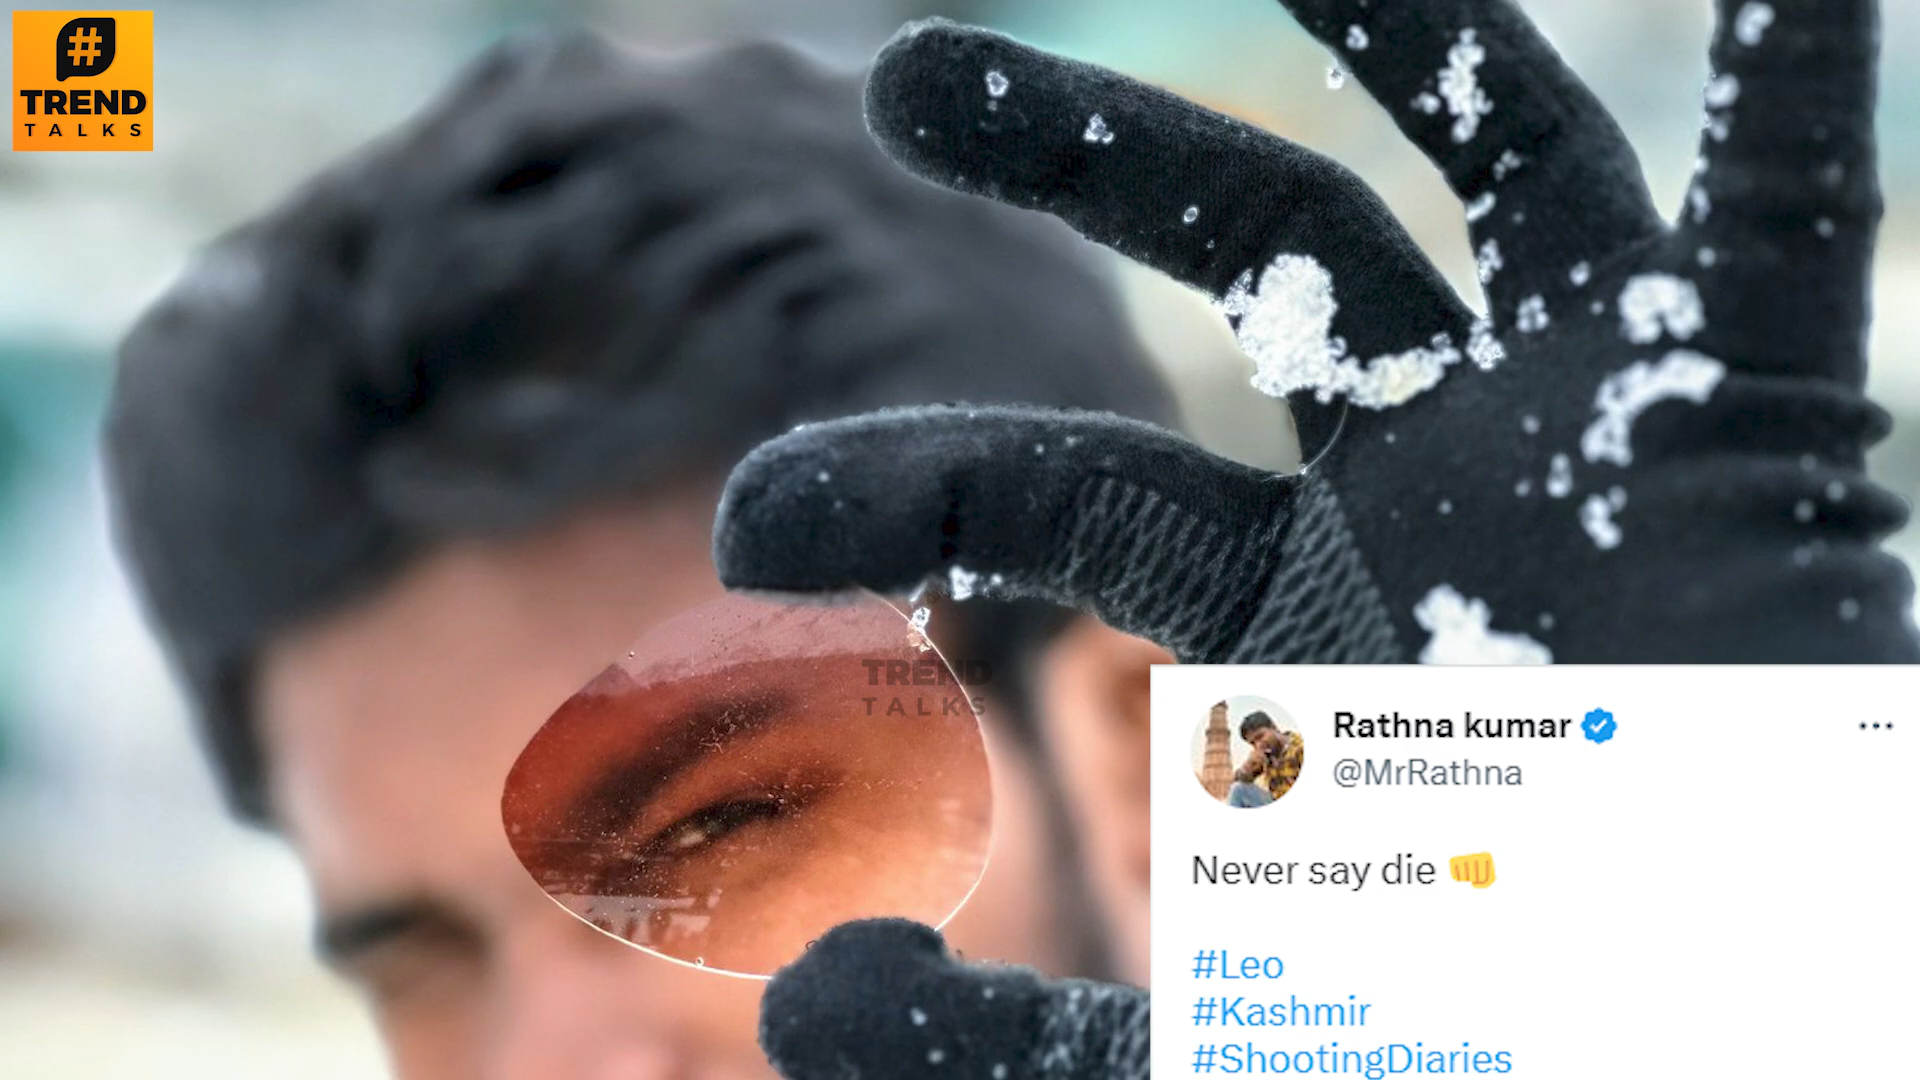 #
TREND
TALKS
TREND
TALKS
Rathna kumar
@MrRathna
Never say die 👊
#Leo
#Kashmir
#ShootingDiaries